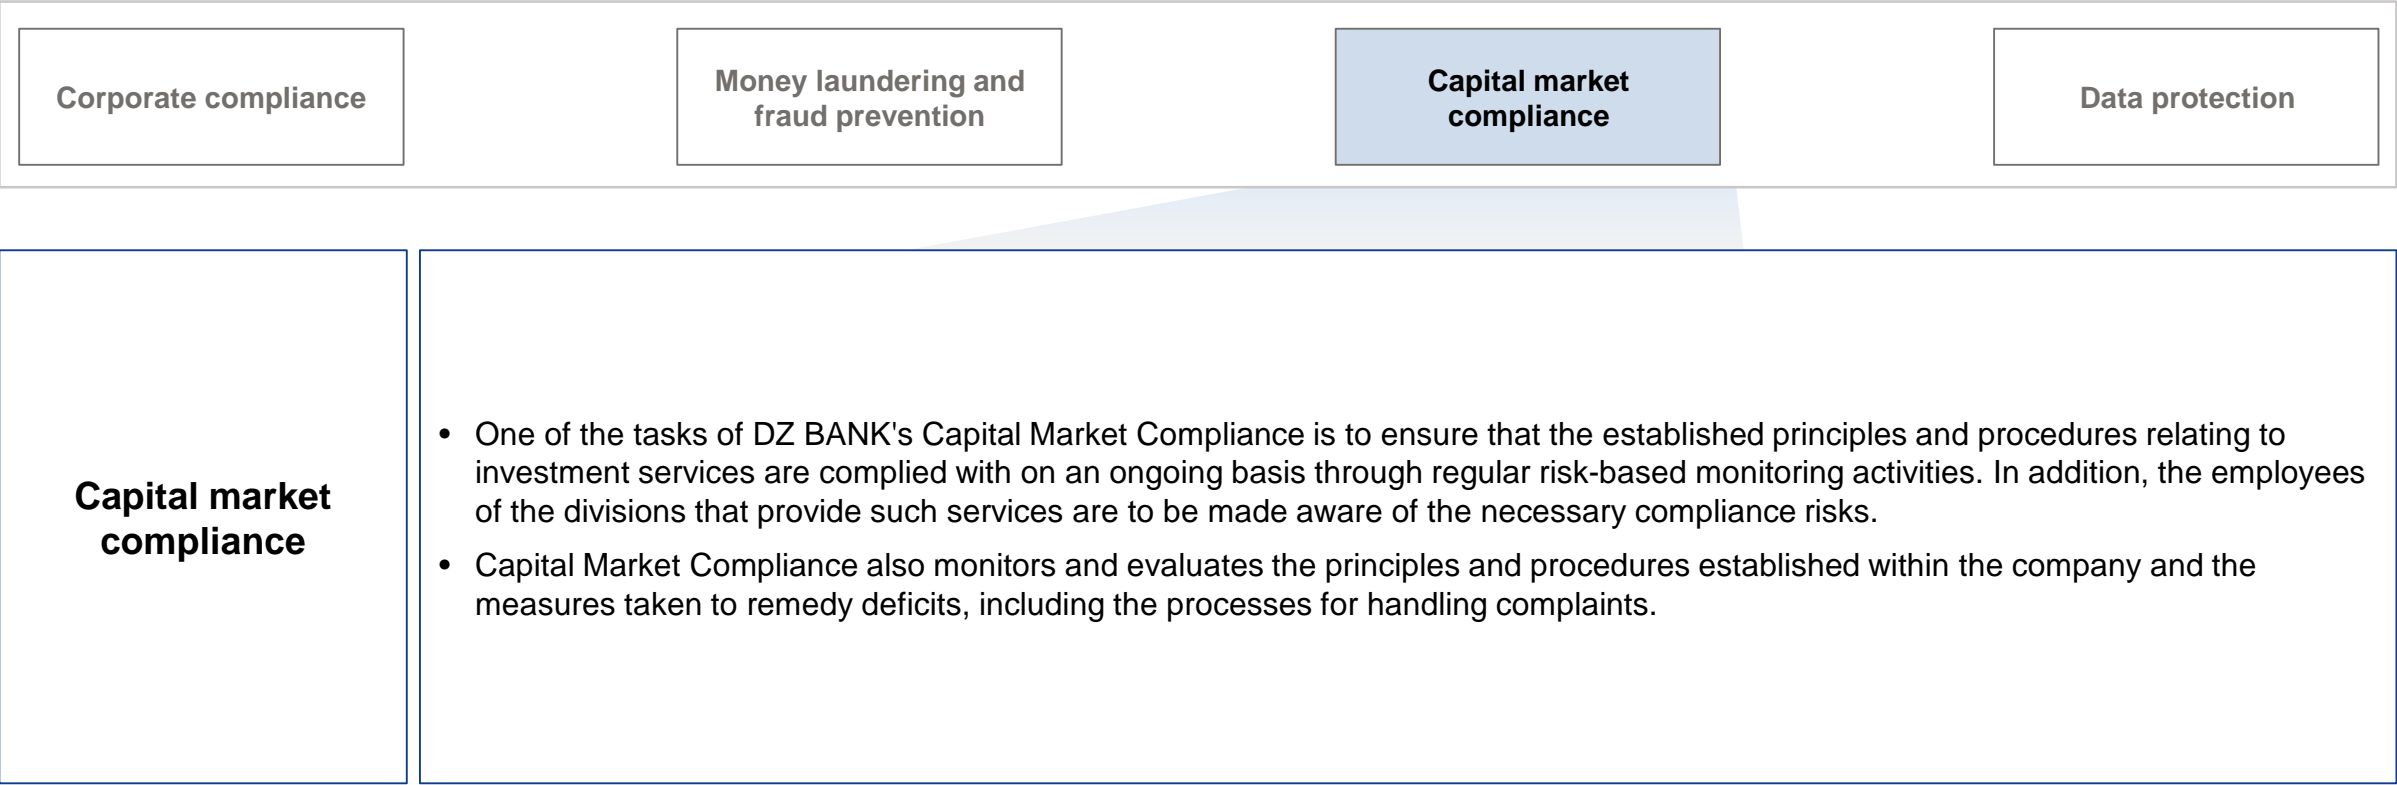 Corporate compliance
Money laundering and
fraud prevention
Capital market
compliance
Data protection
Capital market
compliance
• One of the tasks of DZ BANK's Capital Market Compliance is to ensure that the established principles and procedures relating to
investment services are complied with on an ongoing basis through regular risk-based monitoring activities. In addition, the employees
of the divisions that provide such services are to be made aware of the necessary compliance risks.
• Capital Market Compliance also monitors and evaluates the principles and procedures established within the company and the
measures taken to remedy deficits, including the processes for handling complaints.